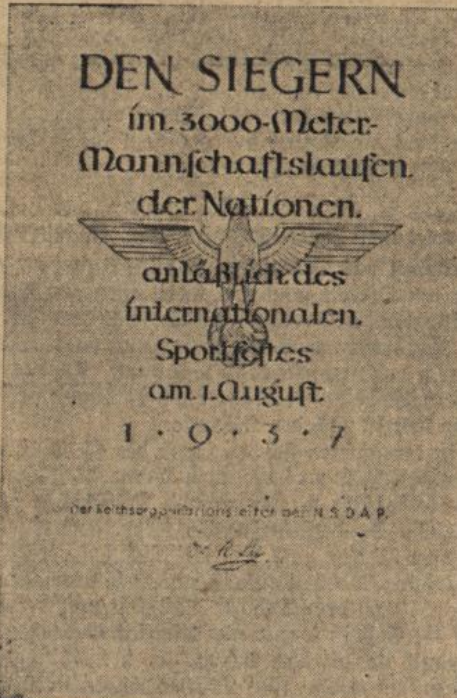 DEN SIEGERN
im 3000-Meter-
Mannſchaftslaufen
der Nationen
anläßlich des
internationalen
Sportfeſtes
am 1. Auguſt
1 · 9 · 3 · 7
Der Reichsorganisationsleiter der N.S.D.A.P.